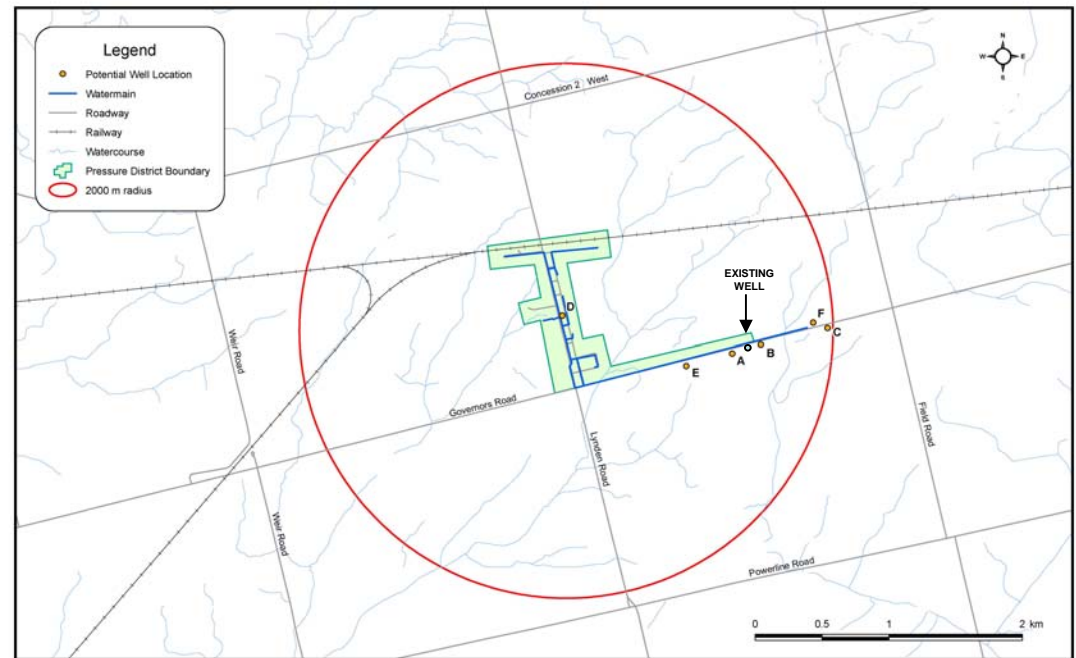 Legend
Potential Well Location
Watermain
Roadway
Railway
Watercourse
Pressure District Boundary
2000 m radius
N
W
E
S
Concession 2 West
EXISTING
WELL
D
F
C
B
A
E
Weir Road
Governors Road
Lynden Road
Field Road
Weir Road
Powerline Road
0
0.5
1
2 km